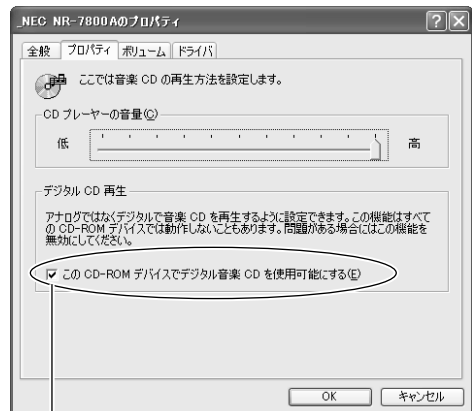 _NEC NR-7800Aのプロパティ
全般 プロパティ ボリューム ドライバ
ここでは音楽 CD の再生方法を設定します。
CD プレーヤーの音量(C)
低 高
デジタル CD 再生
アナログではなくデジタルで音楽 CD を再生するように設定できます。この機能はすべて
の CD-ROM デバイスでは動作しないこともあります。問題がある場合にはこの機能を
無効にしてください。
この CD-ROM デバイスでデジタル音楽 CD を使用可能にする(E)
OK キャンセル